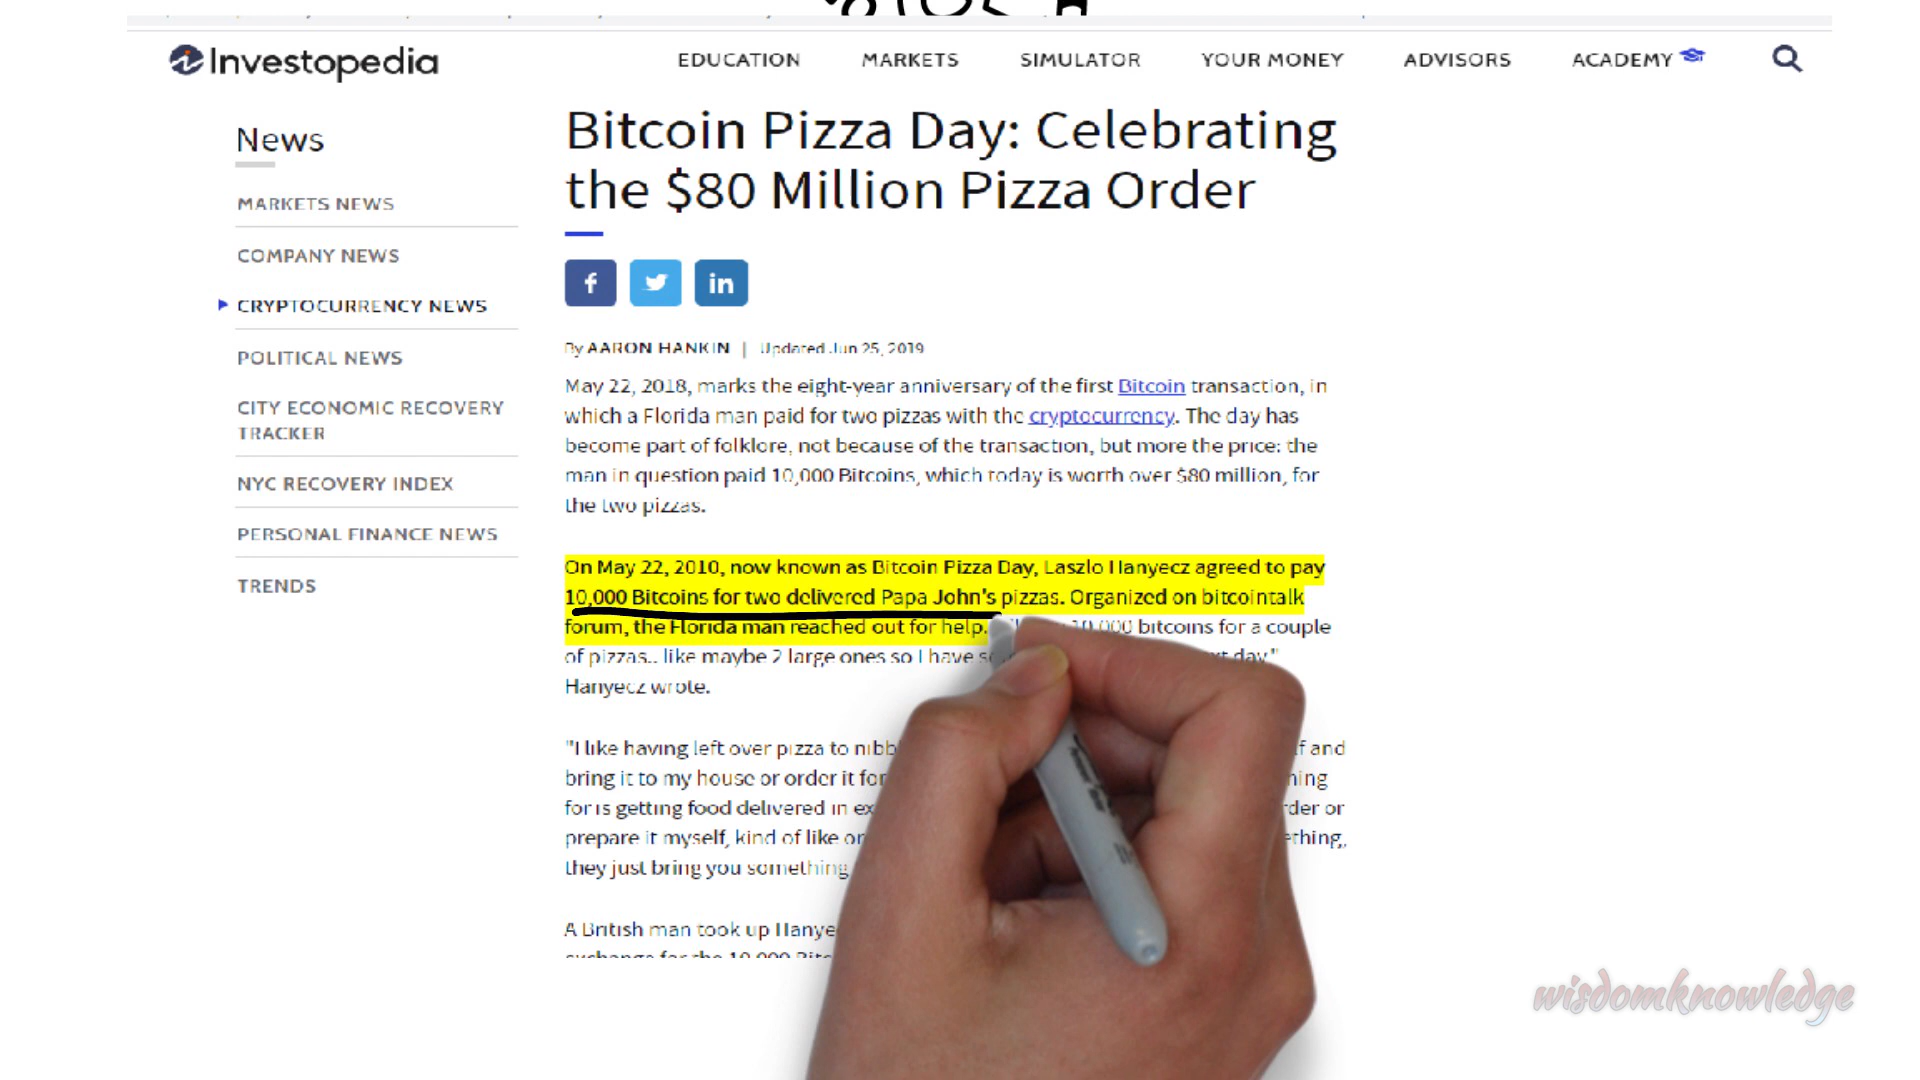 Investopedia
EDUCATION MARKETS SIMULATOR YOUR MONEY ADVISORS ACADEMY
News
MARKETS NEWS
COMPANY NEWS
CRYPTOCURRENCY NEWS
POLITICAL NEWS
CITY ECONOMIC RECOVERY
TRACKER
NYC RECOVERY INDEX
PERSONAL FINANCE NEWS
TRENDS
Bitcoin Pizza Day: Celebrating
the $80 Million Pizza Order
f in
By AARON HANKIN | Updated Jun 25, 2019
May 22, 2018, marks the eight-year anniversary of the first Bitcoin transaction, in
which a Florida man paid for two pizzas with the cryptocurrency. The day has
become part of folklore, not because of the transaction, but more the price: the
man in question paid 10,000 Bitcoins, which today is worth over $80 million, for
the two pizzas.
On May 22, 2010, now known as Bitcoin Pizza Day, Laszlo Hanyecz agreed to pay
10,000 Bitcoins for two delivered Papa John's pizzas. Organized on bitcointalk
forum, the Florida man reached out for help. 10,000 bitcoins for a couple
of pizzas.. like maybe 2 large ones so I have day."
Hanyecz wrote.
"I like having left over pizza to and
bring it to my house or order it
for is getting food delivered in or
prepare it myself, kind of like
they just bring you something
A British man took up
exchange for the 10,000
wisdomknowledge